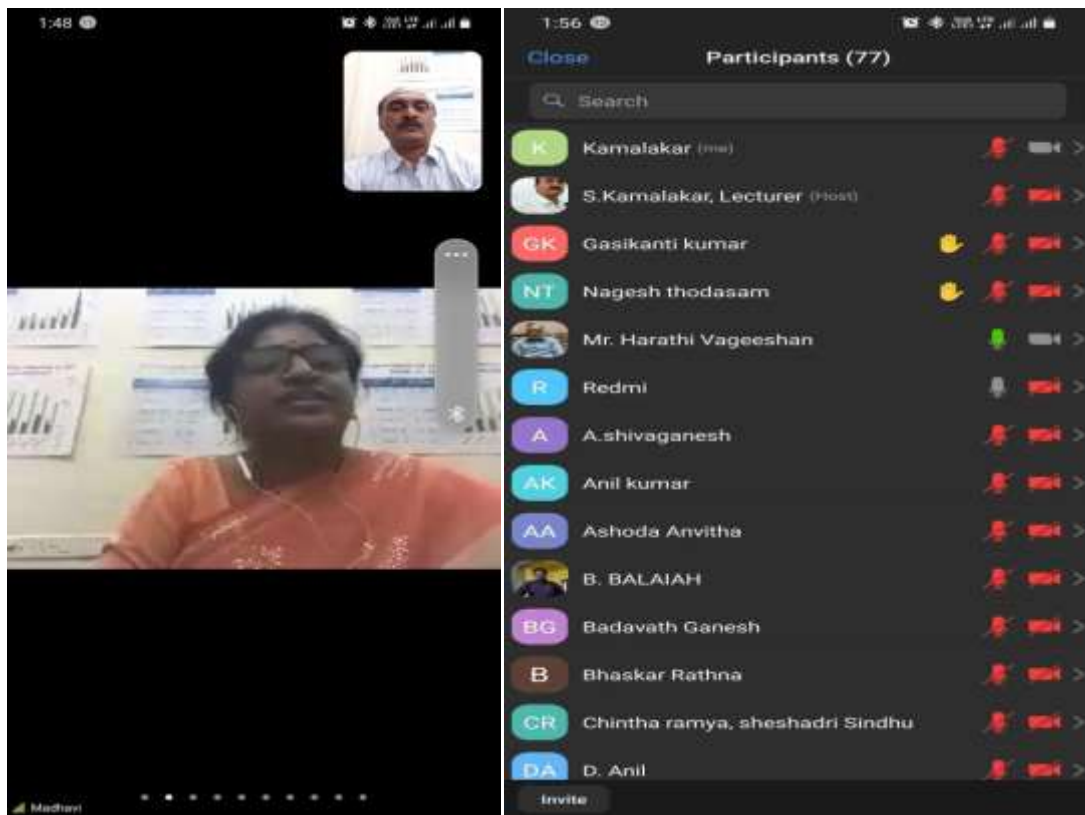 1:48
Madhavi
1:56
Close
Participants (77)
Search
K
Kamalakar (me)
S.Kamalakar, Lecturer (Host)
GK
Gasikanti kumar
NT
Nagesh thodasam
Mr. Harathi Vageeshan
R
Redmi
A
A.shivaganesh
AK
Anil kumar
AA
Ashoda Anvitha
B. BALAIAH
BG
Badavath Ganesh
B
Bhaskar Rathna
CR
Chintha ramya, sheshadri Sindhu
DA
D. Anil
Invite